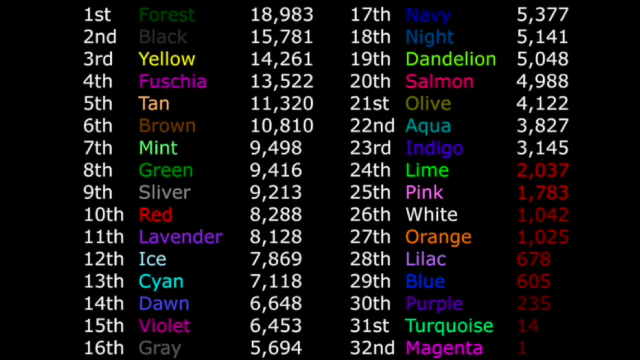 1st Forest 18,983
2nd Black 15,781
3rd Yellow 14,261
4th Fuschia 13,522
5th Tan 11,320
6th Brown 10,810
7th Mint 9,498
8th Green 9,416
9th Sliver 9,213
10th Red 8,288
11th Lavender 8,128
12th Ice 7,869
13th Cyan 7,118
14th Dawn 6,648
15th Violet 6,453
16th Gray 5,694
17th Navy 5,377
18th Night 5,141
19th Dandelion 5,048
20th Salmon 4,988
21st Olive 4,122
22nd Aqua 3,827
23rd Indigo 3,145
24th Lime 2,037
25th Pink 1,783
26th White 1,042
27th Orange 1,025
28th Lilac 678
29th Blue 605
30th Purple 235
31st Turquoise 14
32nd Magenta 1